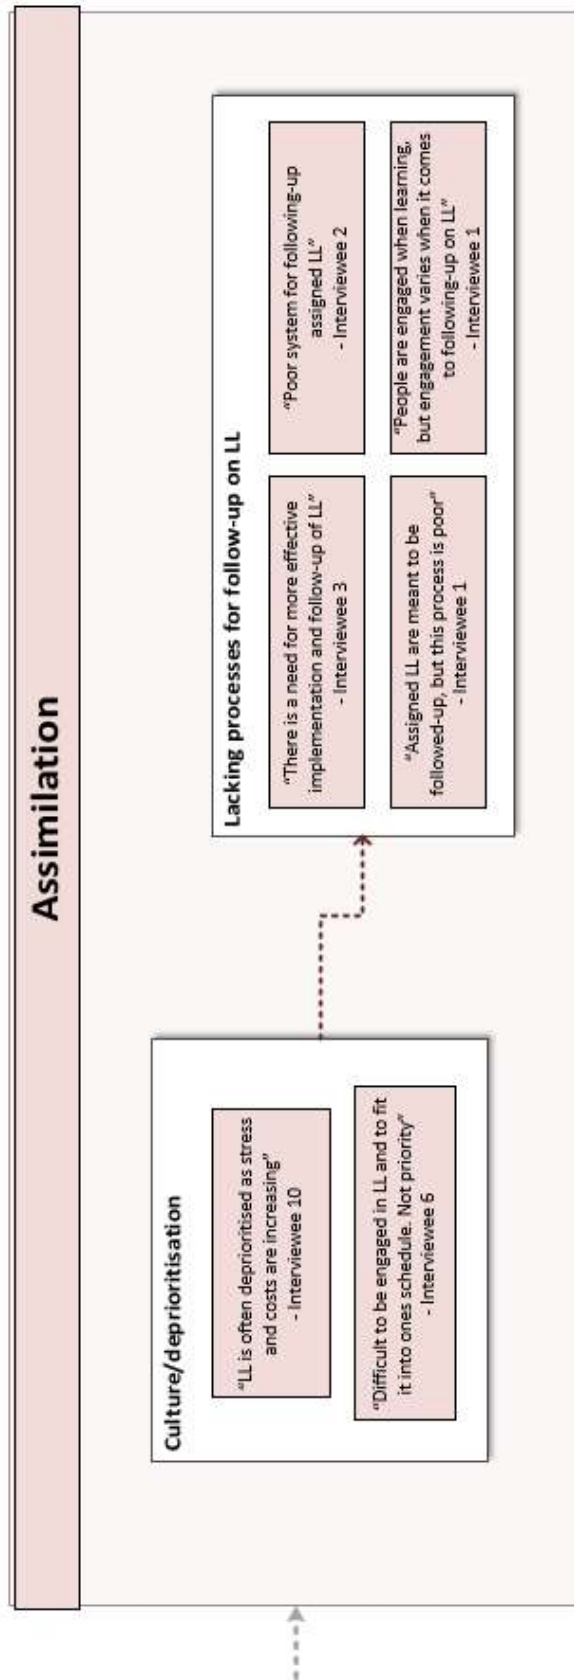 Assimilation
Culture/deprioritisation
“LL is often deprioritised as stress
and costs are increasing”
- Interviewee 10
“Difficult to be engaged in LL and to fit
it into ones schedule. Not priority”
- Interviewee 6
Lacking processes for follow-up on LL
“There is a need for more effective
implementation and follow-up of LL”
- Interviewee 3
“Poor system for following-up
assigned LL”
- Interviewee 2
“Assigned LL are meant to be
followed-up, but this process is poor”
- Interviewee 1
“People are engaged when learning,
but engagement varies when it comes
to following-up on LL”
- Interviewee 1